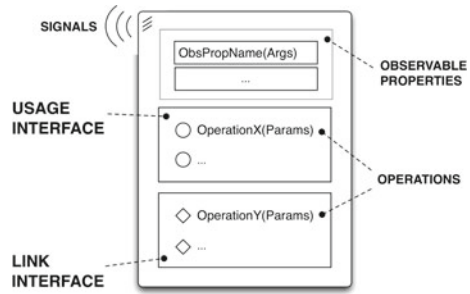 SIGNALS
ObsPropName(Args)
...
OBSERVABLE
PROPERTIES
USAGE
INTERFACE
OperationX(Params)
...
OPERATIONS
OperationY(Params)
...
LINK
INTERFACE